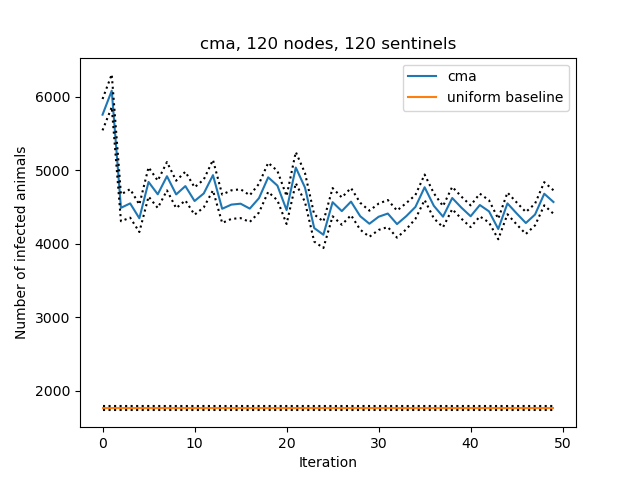 cma, 120 nodes, 120 sentinels
cma
uniform baseline
Number of infected animals
6000
5000
4000
3000
2000
0 10 20 30 40 50
Iteration